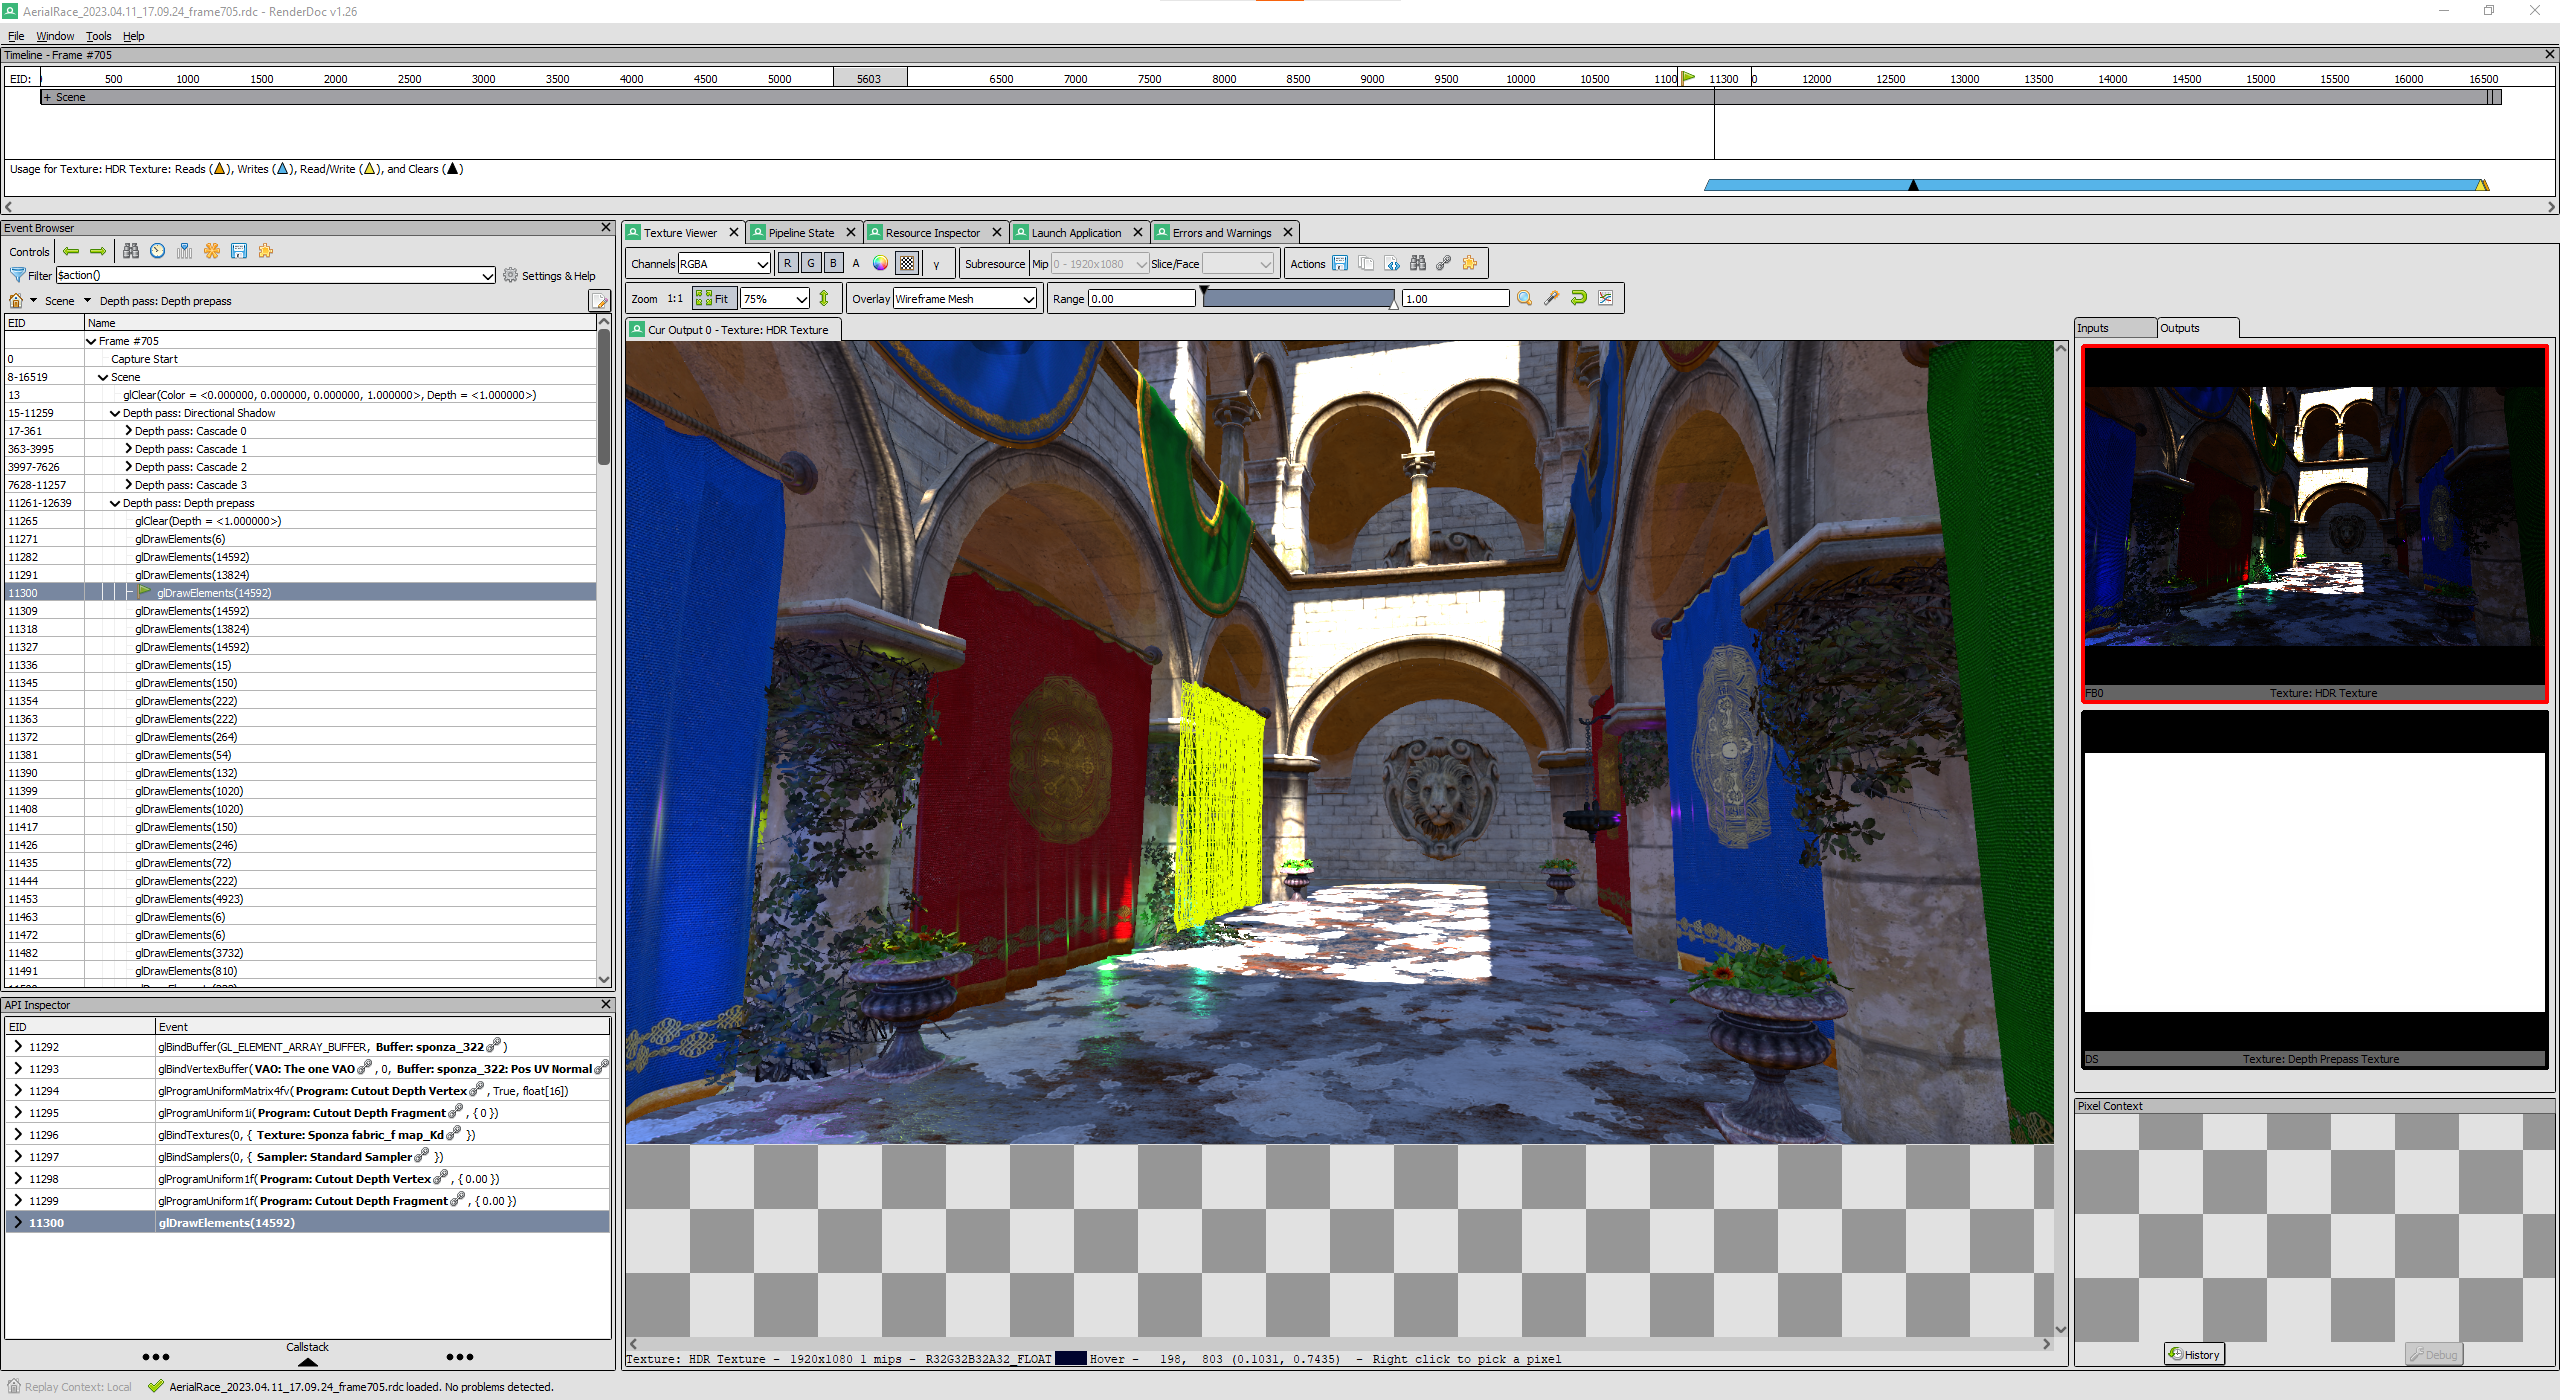 AerialRace_2023.04.11_17.09.24_frame705.rdc - RenderDoc v1.26
File Window Tools Help
Timeline - Frame #705
EID: 500 1000 1500 2000 2500 3000 3500 4000 4500 5000 5603 6500 7000 7500 8000 8500 9000 9500 10000 10500 1100 11300 0 12000 12500 13000 13500 14000 14500 15000 15500 16000 16500
+ Scene
Usage for Texture: HDR Texture: Reads ( ), Writes ( ), Read/Write ( ), and Clears ( )
Event Browser
Controls
Filter $action() Settings & Help
Scene Depth pass: Depth prepass
EID Name
Frame #705
0 Capture Start
8-16519 Scene
13 glClear(Color = <0.000000, 0.000000, 0.000000, 1.000000>, Depth = <1.000000>)
15-11259 Depth pass: Directional Shadow
17-361 Depth pass: Cascade 0
363-3995 Depth pass: Cascade 1
3997-7626 Depth pass: Cascade 2
7628-11257 Depth pass: Cascade 3
11261-12639 Depth pass: Depth prepass
11265 glClear(Depth = <1.000000>)
11271 glDrawElements(6)
11282 glDrawElements(14592)
11291 glDrawElements(13824)
11300 glDrawElements(14592)
11309 glDrawElements(14592)
11318 glDrawElements(13824)
11327 glDrawElements(14592)
11336 glDrawElements(15)
11345 glDrawElements(150)
11354 glDrawElements(222)
11363 glDrawElements(222)
11372 glDrawElements(264)
11381 glDrawElements(54)
11390 glDrawElements(132)
11399 glDrawElements(1020)
11408 glDrawElements(1020)
11417 glDrawElements(150)
11426 glDrawElements(246)
11435 glDrawElements(72)
11444 glDrawElements(222)
11453 glDrawElements(4923)
11463 glDrawElements(6)
11472 glDrawElements(6)
11482 glDrawElements(3732)
11491 glDrawElements(810)
API Inspector
EID Event
11292 glBindBuffer(GL_ELEMENT_ARRAY_BUFFER, Buffer: sponza_322 )
11293 glBindVertexBuffer(VAO: The one VAO , 0, Buffer: sponza_322: Pos UV Normal
11294 glProgramUniformMatrix4fv(Program: Cutout Depth Vertex , True, float[16])
11295 glProgramUniform1i(Program: Cutout Depth Fragment , { 0 })
11296 glBindTextures(0, { Texture: Sponza fabric_f map_Kd })
11297 glBindSamplers(0, { Sampler: Standard Sampler })
11298 glProgramUniform1f(Program: Cutout Depth Vertex , { 0.00 })
11299 glProgramUniform1f(Program: Cutout Depth Fragment , { 0.00 })
11300 glDrawElements(14592)
Callstack
Texture Viewer Pipeline State Resource Inspector Launch Application Errors and Warnings
Channels RGBA R G B A γ Subresource Mip 0 - 1920x1080 Slice/Face Actions
Zoom 1:1 Fit 75% Overlay Wireframe Mesh Range 0.00 1.00
Cur Output 0 - Texture: HDR Texture
Texture: HDR Texture - 1920x1080 1 mips - R32G32B32A32_FLOAT Hover - 198, 803 (0.1031, 0.7435) - Right click to pick a pixel
Inputs Outputs
FB0 Texture: HDR Texture
DS Texture: Depth Prepass Texture
Pixel Context
History Debug
Replay Context: Local AerialRace_2023.04.11_17.09.24_frame705.rdc loaded. No problems detected.